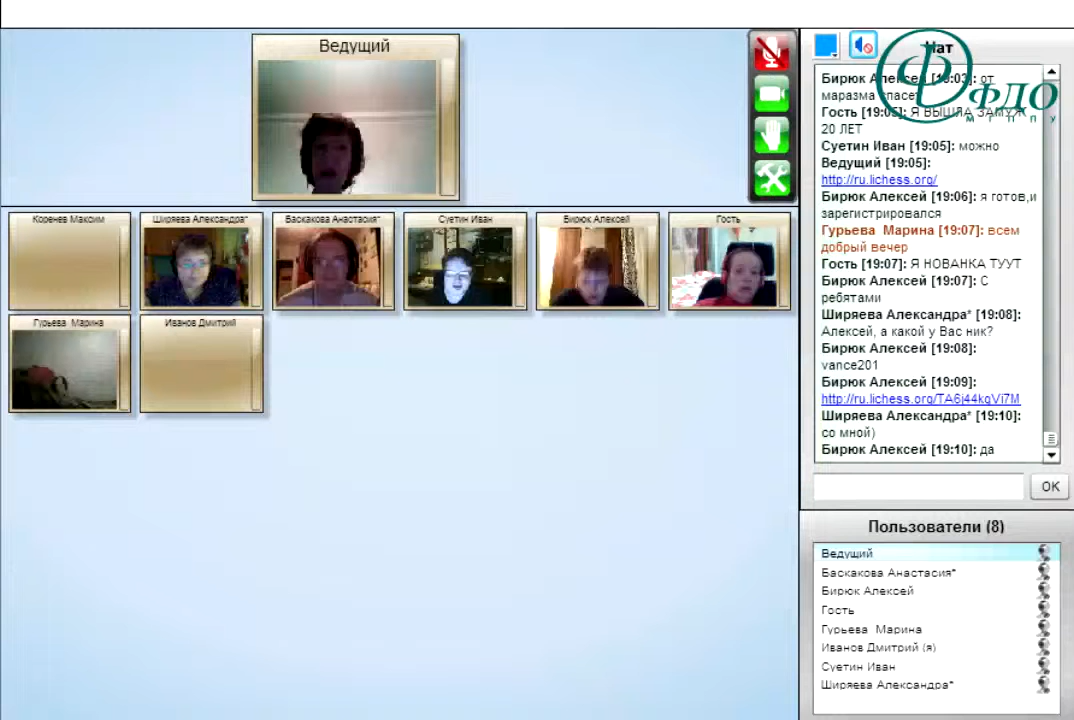 Ведущий
Коренев Максим
Ширяева Александра*
Баскакова Анастасия*
Суетин Иван
Бирюк Алексей
Гость
Гурьева Марина
Иванов Дмитрий
Чат
ФДО
МГППУ
Бирюк Алексей [19:03]: от
маразма спасет
Гость [19:05]: Я ВЫШЛА ЗАМУЖ
20 ЛЕТ
Суетин Иван [19:05]: можно
Ведущий [19:05]:
http://ru.lichess.org/
Бирюк Алексей [19:06]: я готов,и
зарегистрировался
Гурьева Марина [19:07]: всем
добрый вечер
Гость [19:07]: Я НОВАНКА ТУУТ
Бирюк Алексей [19:07]: С
ребятами
Ширяева Александра* [19:08]:
Алексей, а какой у Вас ник?
Бирюк Алексей [19:08]:
vance201
Бирюк Алексей [19:09]:
http://ru.lichess.org/TA6j44kqVi7M
Ширяева Александра* [19:10]:
со мной)
Бирюк Алексей [19:10]: да
OK
Пользователи (8)
Ведущий
Баскакова Анастасия*
Бирюк Алексей
Гость
Гурьева Марина
Иванов Дмитрий (я)
Суетин Иван
Ширяева Александра*